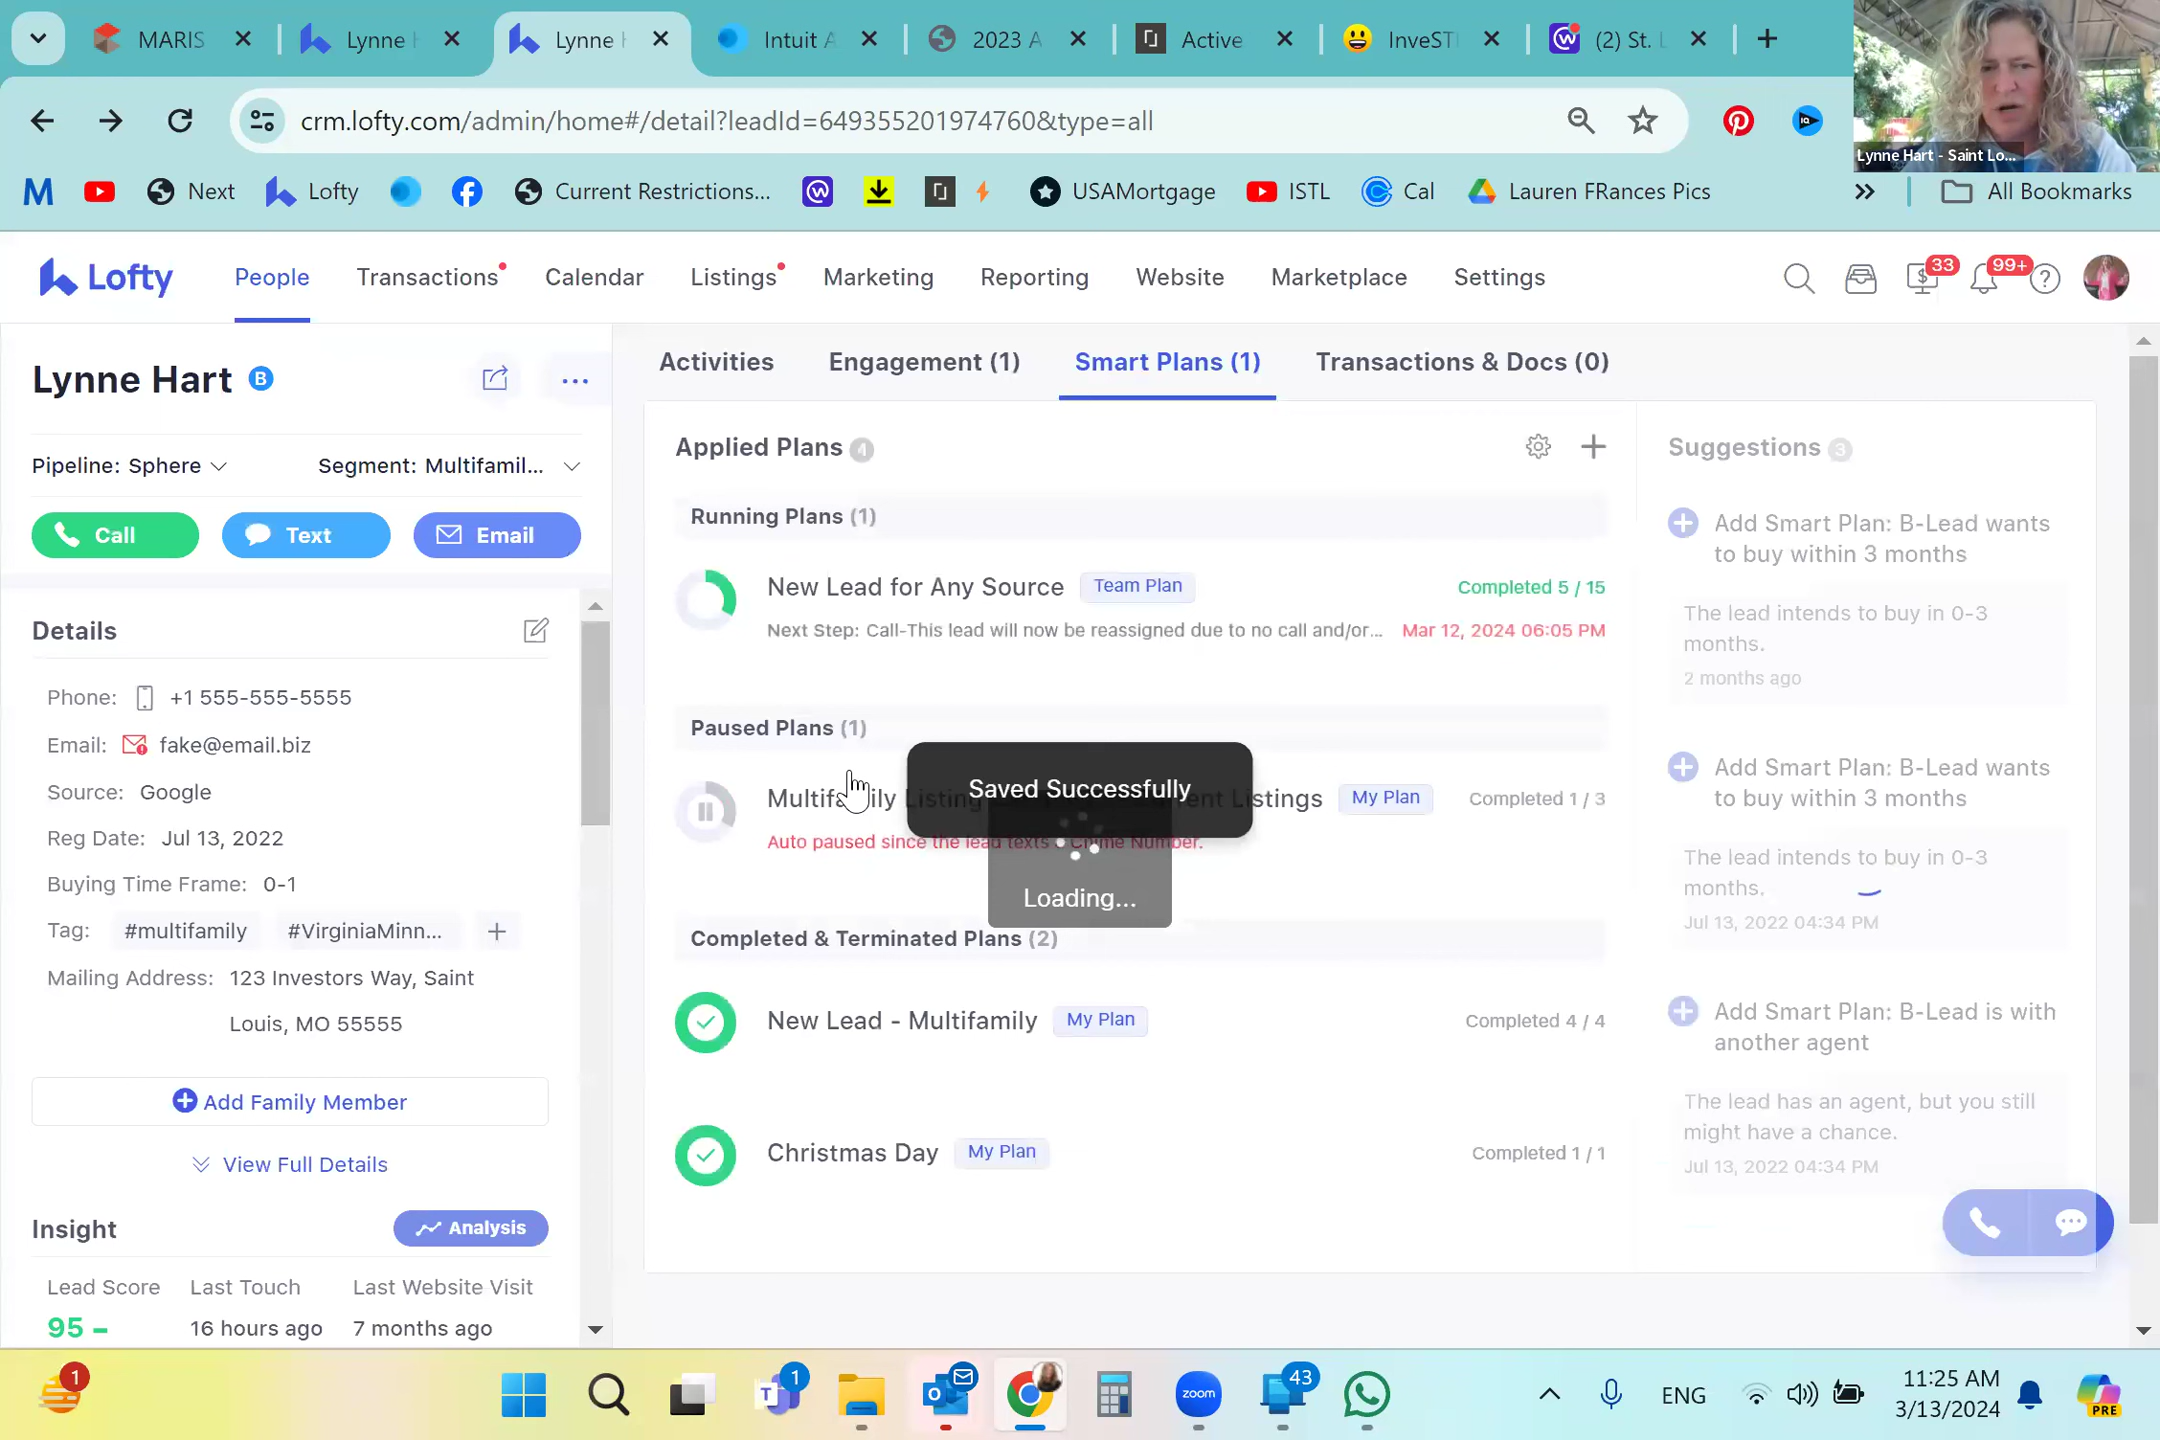 MARIS
Lynne
Lynne
Intuit A
2023 A
Active
InveST
(2) St. L
crm.lofty.com/admin/home#/detail?leadId=649355201974760&type=all
Lynne Hart - Saint Lo...
Next
Lofty
Current Restrictions...
USAMortgage
ISTL
Cal
Lauren FRances Pics
All Bookmarks
Lofty
People
Transactions
Calendar
Listings
Marketing
Reporting
Website
Marketplace
Settings
33
99+
Lynne Hart B
Pipeline: Sphere
Segment: Multifamil...
Call
Text
Email
Details
Phone: +1 555-555-5555
Email: fake@email.biz
Source: Google
Reg Date: Jul 13, 2022
Buying Time Frame: 0-1
Tag: #multifamily #VirginiaMinn...
Mailing Address: 123 Investors Way, Saint
Louis, MO 55555
Add Family Member
View Full Details
Insight
Analysis
Lead Score Last Touch Last Website Visit
95 – 16 hours ago 7 months ago
Activities
Engagement (1)
Smart Plans (1)
Transactions & Docs (0)
Applied Plans 4
Running Plans (1)
New Lead for Any Source Team Plan Completed 5 / 15
Next Step: Call-This lead will now be reassigned due to no call and/or... Mar 12, 2024 06:05 PM
Paused Plans (1)
Saved Successfully
Listings My Plan Completed 1 / 3
Auto paused since the lead texts Number.
Loading...
Completed & Terminated Plans (2)
New Lead - Multifamily My Plan Completed 4 / 4
Christmas Day My Plan Completed 1 / 1
Suggestions 3
Add Smart Plan: B-Lead wants
to buy within 3 months
The lead intends to buy in 0-3
months.
2 months ago
Add Smart Plan: B-Lead wants
to buy within 3 months
The lead intends to buy in 0-3
months.
Jul 13, 2022 04:34 PM
Add Smart Plan: B-Lead is with
another agent
The lead has an agent, but you still
might have a chance.
Jul 13, 2022 04:34 PM
1
1
zoom
43
ENG
11:25 AM
3/13/2024
PRE